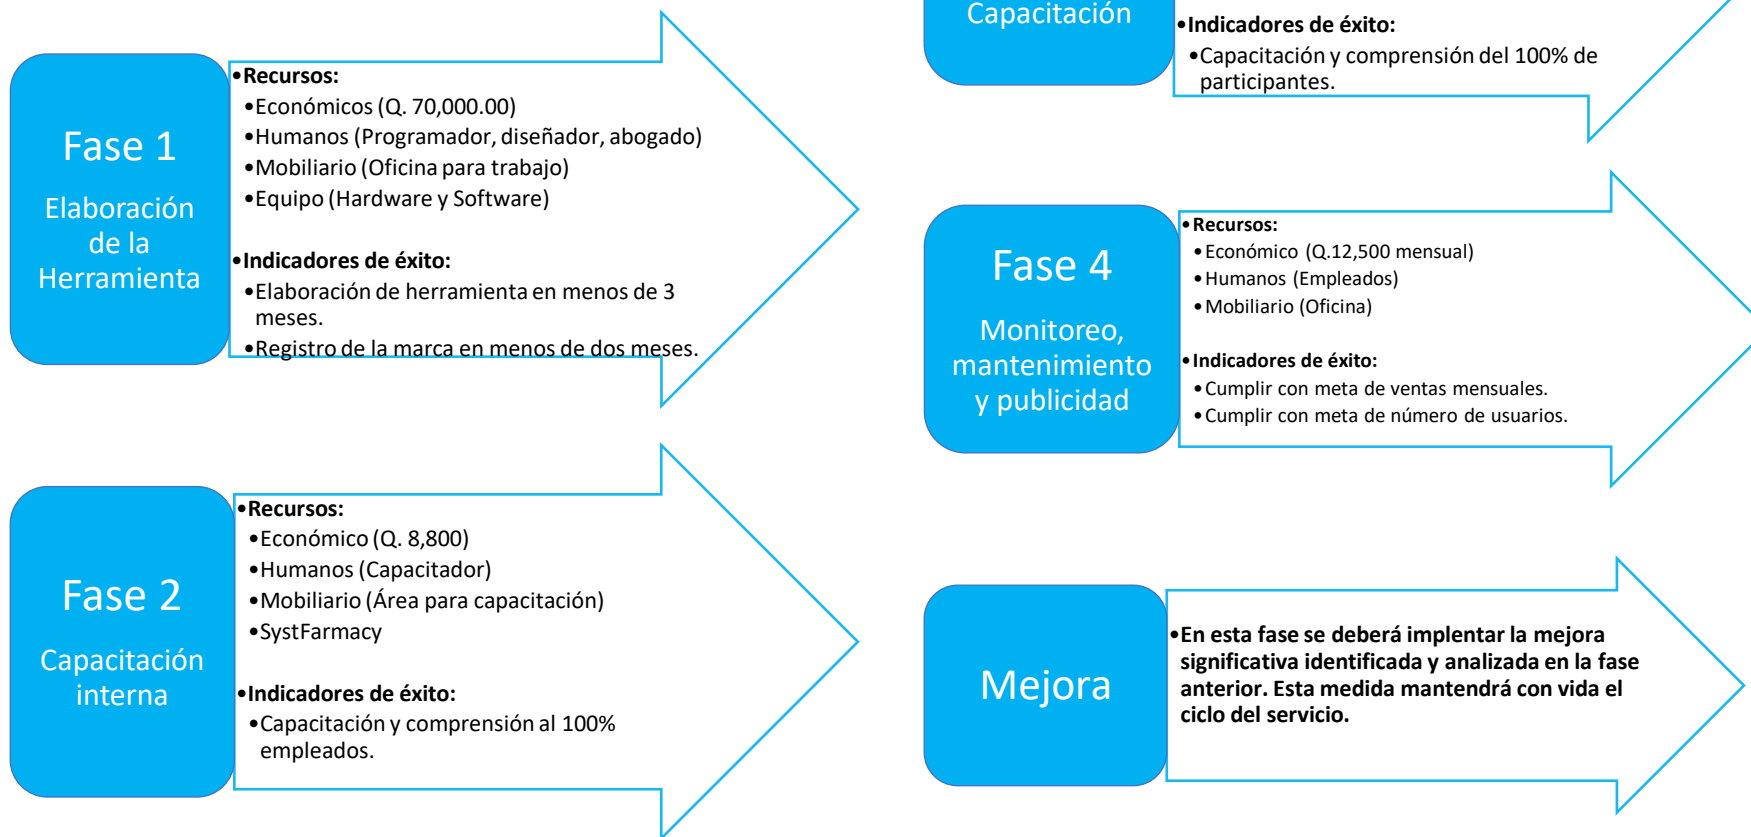 Fase 1
Elaboración
de la
Herramienta
•Recursos:
•Económicos (Q. 70,000.00)
•Humanos (Programador, diseñador, abogado)
•Mobiliario (Oficina para trabajo)
•Equipo (Hardware y Software)
•Indicadores de éxito:
•Elaboración de herramienta en menos de 3
meses.
•Registro de la marca en menos de dos meses.
Fase 2
Capacitación
interna
•Recursos:
•Económico (Q. 8,800)
•Humanos (Capacitador)
•Mobiliario (Área para capacitación)
•SystFarmacy
•Indicadores de éxito:
•Capacitación y comprensión al 100%
empleados.
Capacitación
•Indicadores de éxito:
•Capacitación y comprensión del 100% de
participantes.
Fase 4
Monitoreo,
mantenimiento
y publicidad
•Recursos:
•Económico (Q.12,500 mensual)
•Humanos (Empleados)
•Mobiliario (Oficina)
•Indicadores de éxito:
•Cumplir con meta de ventas mensuales.
•Cumplir con meta de número de usuarios.
Mejora
•En esta fase se deberá implentar la mejora
significativa identificada y analizada en la fase
anterior. Esta medida mantendrá con vida el
ciclo del servicio.